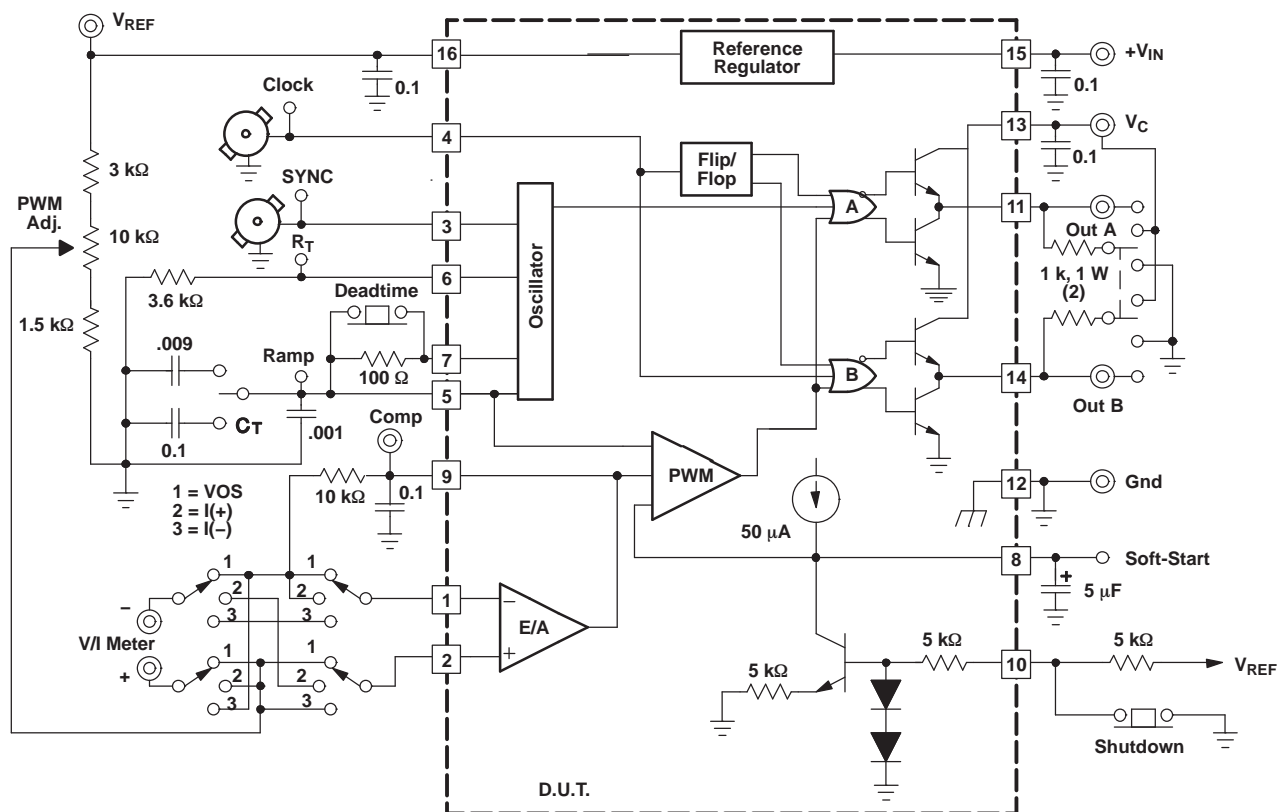 VREF
16
Reference
Regulator
15
+VIN
0.1
0.1
Clock
4
13
VC
0.1
3 kΩ
Flip/
Flop
SYNC
PWM
Adj.
10 kΩ
3
A
11
Out A
RT
Oscillator
3.6 kΩ
6
1 k, 1 W
(2)
Deadtime
1.5 kΩ
.009
Ramp
100 Ω
7
B
14
5
Out B
CT
.001
Comp
0.1
PWM
10 kΩ
0.1
9
12
Gnd
1 = VOS
2 = I(+)
3 = I(−)
50 μA
8
Soft-Start
+
5 μF
1
1
2
2
3
3
−
V/I Meter
+
1
−
E/A
+
2
1
1
2
2
3
3
5 kΩ
5 kΩ
5 kΩ
10
VREF
Shutdown
D.U.T.